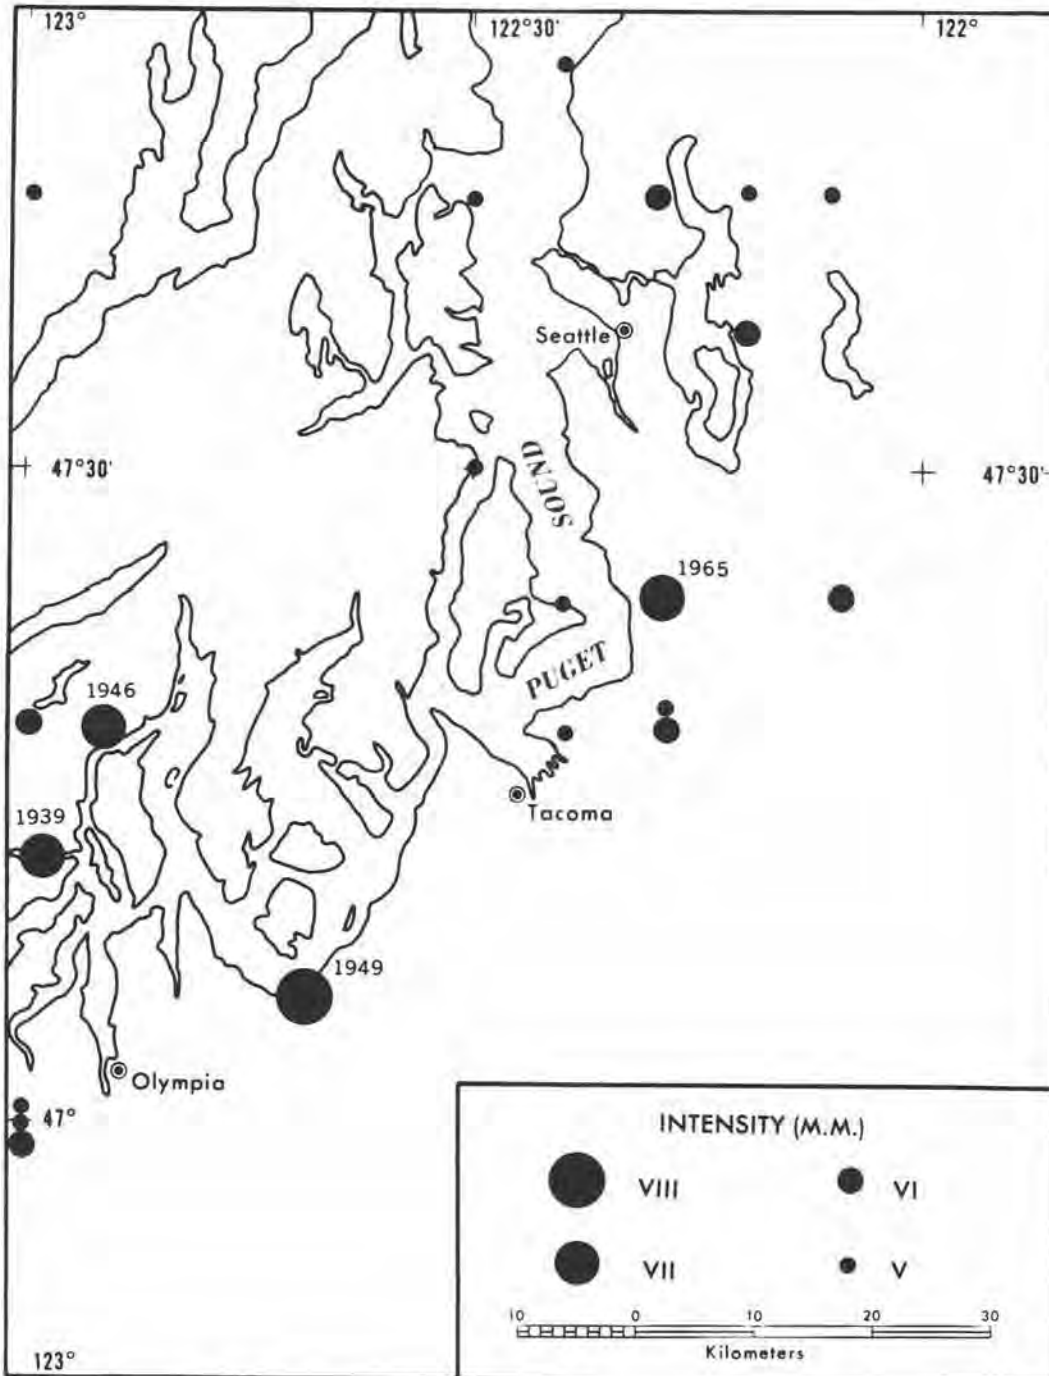 123°
122°30'
122°
Seattle
47°30'
47°30'
SOUND
1965
PUGET
1946
Tacoma
1939
1949
Olympia
47°
INTENSITY (M.M.)
VIII
VI
VII
V
10 0 10 20 30
Kilometers
123°